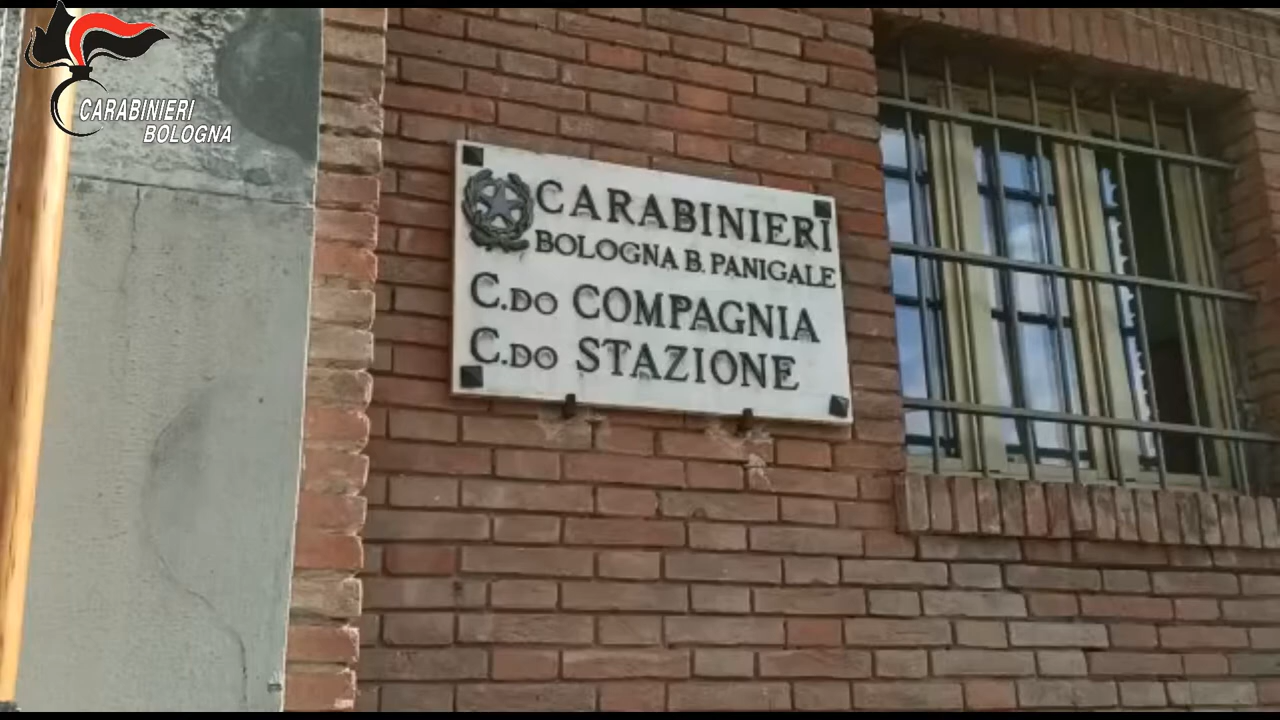 CARABINIERI
BOLOGNA
CARABINIERI
BOLOGNA B. PANIGALE
C.DO COMPAGNIA
C.DO STAZIONE